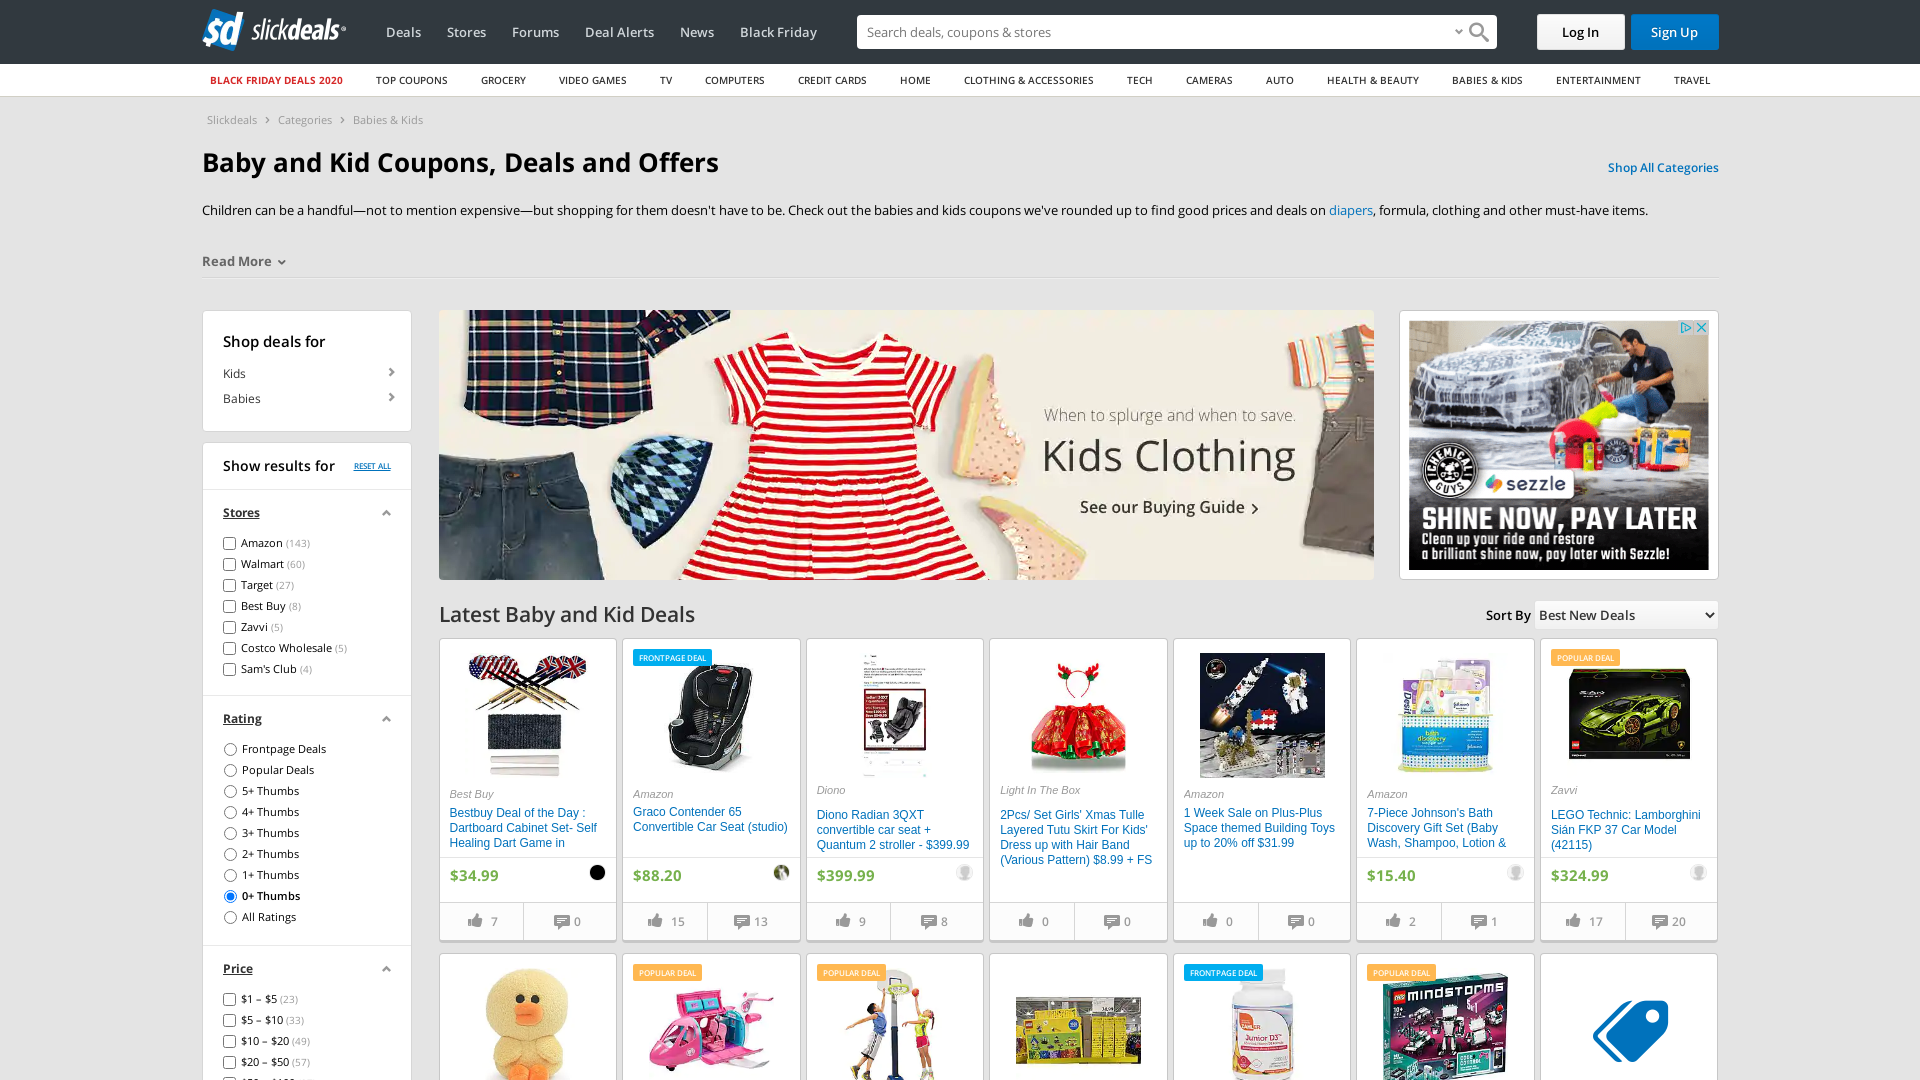 slickdeals
Deals
Stores
Forums
Deal Alerts
News
Black Friday
Search deals, coupons & stores
Log In
Sign Up
BLACK FRIDAY DEALS 2020
TOP COUPONS
GROCERY
VIDEO GAMES
TV
COMPUTERS
CREDIT CARDS
HOME
CLOTHING & ACCESSORIES
TECH
CAMERAS
AUTO
HEALTH & BEAUTY
BABIES & KIDS
ENTERTAINMENT
TRAVEL
Slickdeals > Categories > Babies & Kids
Baby and Kid Coupons, Deals and Offers
Shop All Categories
Children can be a handful—not to mention expensive—but shopping for them doesn't have to be. Check out the babies and kids coupons we've rounded up to find good prices and deals on diapers, formula, clothing and other must-have items.
Read More
Shop deals for
Kids
Babies
Show results for
RESET ALL
Stores
Amazon (143)
Walmart (60)
Target (27)
Best Buy (8)
Zavvi (5)
Costco Wholesale (5)
Sam's Club (4)
Rating
Frontpage Deals
Popular Deals
5+ Thumbs
4+ Thumbs
3+ Thumbs
2+ Thumbs
1+ Thumbs
0+ Thumbs
All Ratings
Price
$1 – $5 (23)
$5 – $10 (33)
$10 – $20 (49)
$20 – $50 (57)
When to splurge and when to save.
Kids Clothing
See our Buying Guide
CHEMICAL GUYS
sezzle
SHINE NOW, PAY LATER
Clean up your ride and restore
a brilliant shine now, pay later with Sezzle!
Latest Baby and Kid Deals
Sort By
Best New Deals
Best Buy
Bestbuy Deal of the Day :
Dartboard Cabinet Set- Self
Healing Dart Game in
$34.99
7
0
FRONTPAGE DEAL
Amazon
Graco Contender 65
Convertible Car Seat (studio)
$88.20
15
13
Diono
Diono Radian 3QXT
convertible car seat +
Quantum 2 stroller - $399.99
$399.99
9
8
Light In The Box
2Pcs/ Set Girls' Xmas Tulle
Layered Tutu Skirt For Kids'
Dress up with Hair Band
(Various Pattern) $8.99 + FS
0
0
Amazon
1 Week Sale on Plus-Plus
Space themed Building Toys
up to 20% off $31.99
0
0
Amazon
7-Piece Johnson's Bath
Discovery Gift Set (Baby
Wash, Shampoo, Lotion &
$15.40
2
1
POPULAR DEAL
Zavvi
LEGO Technic: Lamborghini
Sián FKP 37 Car Model
(42115)
$324.99
17
20
POPULAR DEAL
POPULAR DEAL
FRONTPAGE DEAL
Junior D3
POPULAR DEAL
MINDSTORMS